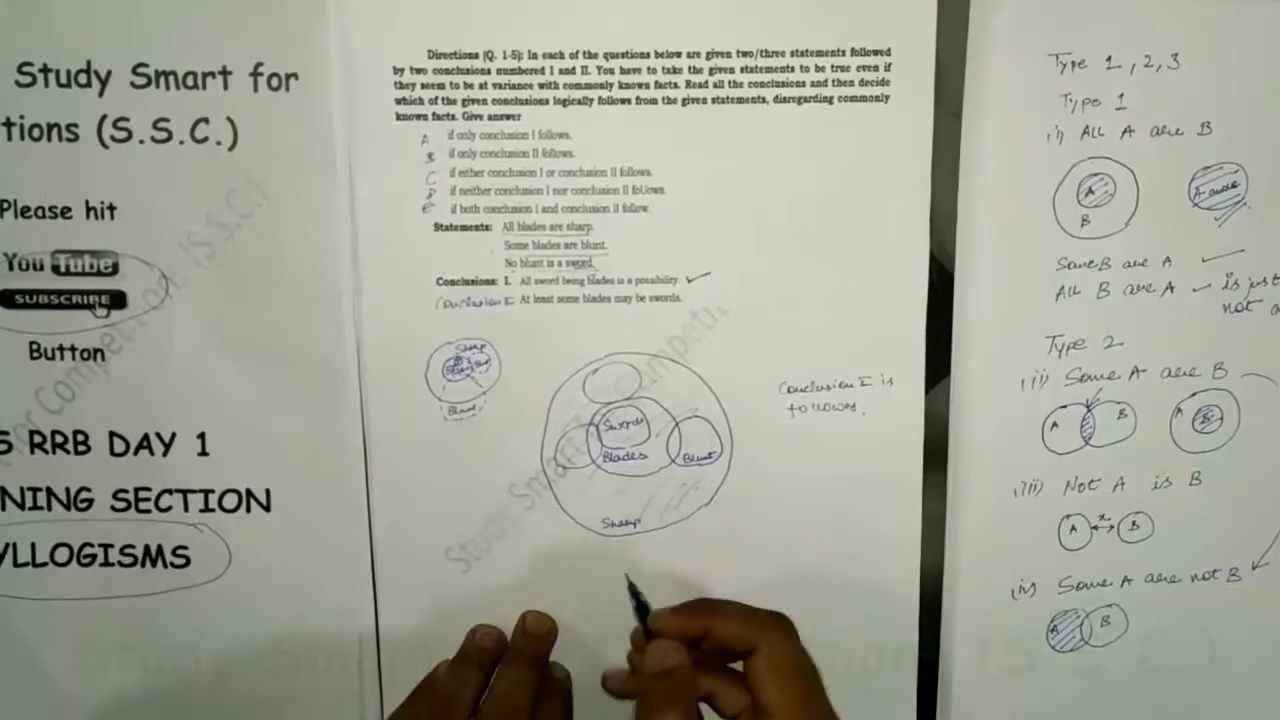 Study Smart for
tions (S.S.C.)
Please hit
You Tube
SUBSCRIBE
Button
S RRB DAY 1
NING SECTION
YLLOGISMS
Directions (Q. 1-5): In each of the questions below are given two/three statements followed
by two conclusions numbered I and II. You have to take the given statements to be true even if
they seem to be at variance with commonly known facts. Read all the conclusions and then decide
which of the given conclusions logically follows from the given statements, disregarding commonly
known facts. Give answer
A if only conclusion I follows.
B if only conclusion II follows.
C if either conclusion I or conclusion II follows.
D if neither conclusion I nor conclusion II foUows.
E if both conclusion I and conclusion II follow.
Statements: All blades are sharp.
Some blades are blunt.
No blunt is a sword.
Conclusions: I. All sword being blades is a possibility.
Conclusion II At least some blades may be swords.
Sharp
Blunt
Swords
Blades
Blunt
Sharp
Conclusion I is
followed.
Type 1, 2, 3
Type 1
(i) All A are B
A
B
Some B are A
All B are A is just
not a
Type 2
(ii) Some A are B
A B A B
(iii) Not A is B
A x B
(iv) Some A are not B
A B